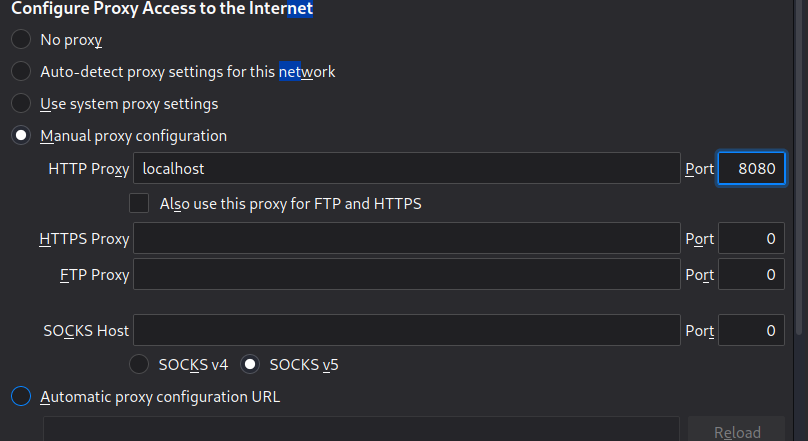 Configure Proxy Access to the Internet
No proxy
Auto-detect proxy settings for this network
Use system proxy settings
Manual proxy configuration
HTTP Proxy localhost Port 8080
Also use this proxy for FTP and HTTPS
HTTPS Proxy Port 0
FTP Proxy Port 0
SOCKS Host Port 0
SOCKS v4 SOCKS v5
Automatic proxy configuration URL
Reload